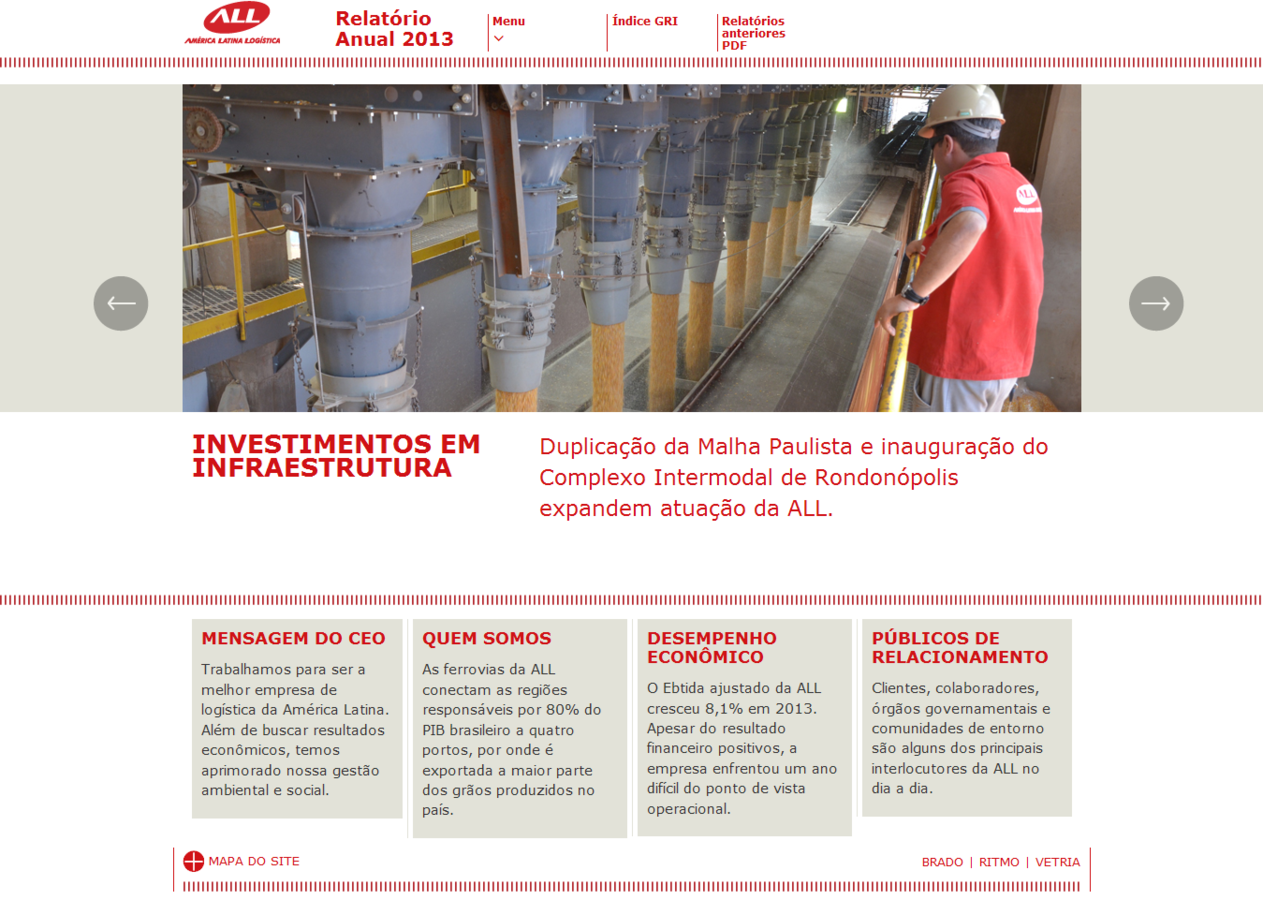 ALL
AMÉRICA LATINA LOGÍSTICA
Relatório
Anual 2013
Menu
Índice GRI
Relatórios
anteriores
PDF
ALL
INVESTIMENTOS EM
INFRAESTRUTURA
Duplicação da Malha Paulista e inauguração do
Complexo Intermodal de Rondonópolis
expandem atuação da ALL.
MENSAGEM DO CEO
Trabalhamos para ser a
melhor empresa de
logística da América Latina.
Além de buscar resultados
econômicos, temos
aprimorado nossa gestão
ambiental e social.
QUEM SOMOS
As ferrovias da ALL
conectam as regiões
responsáveis por 80% do
PIB brasileiro a quatro
portos, por onde é
exportada a maior parte
dos grãos produzidos no
país.
DESEMPENHO
ECONÔMICO
O Ebtida ajustado da ALL
cresceu 8,1% em 2013.
Apesar do resultado
financeiro positivos, a
empresa enfrentou um ano
difícil do ponto de vista
operacional.
PÚBLICOS DE
RELACIONAMENTO
Clientes, colaboradores,
órgãos governamentais e
comunidades de entorno
são alguns dos principais
interlocutores da ALL no
dia a dia.
MAPA DO SITE
BRADO | RITMO | VETRIA